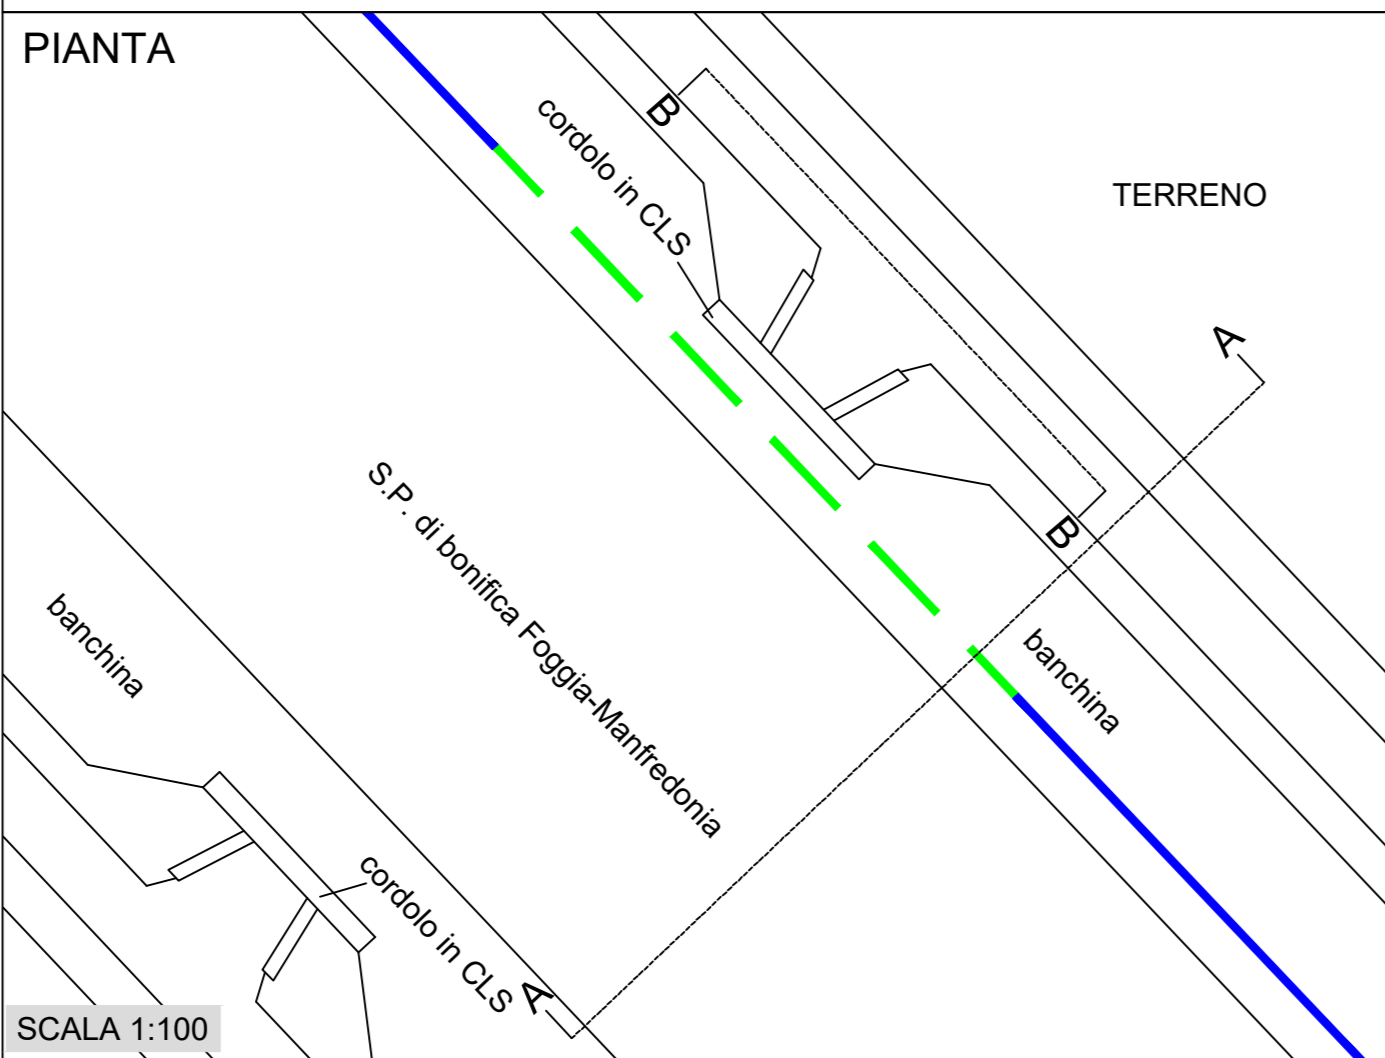 PIANTA
B
cordolo in CLS
TERRENO
A
S.P. di bonifica Foggia-Manfredonia
B
banchina
banchina
cordolo in CLS
A
SCALA 1:100